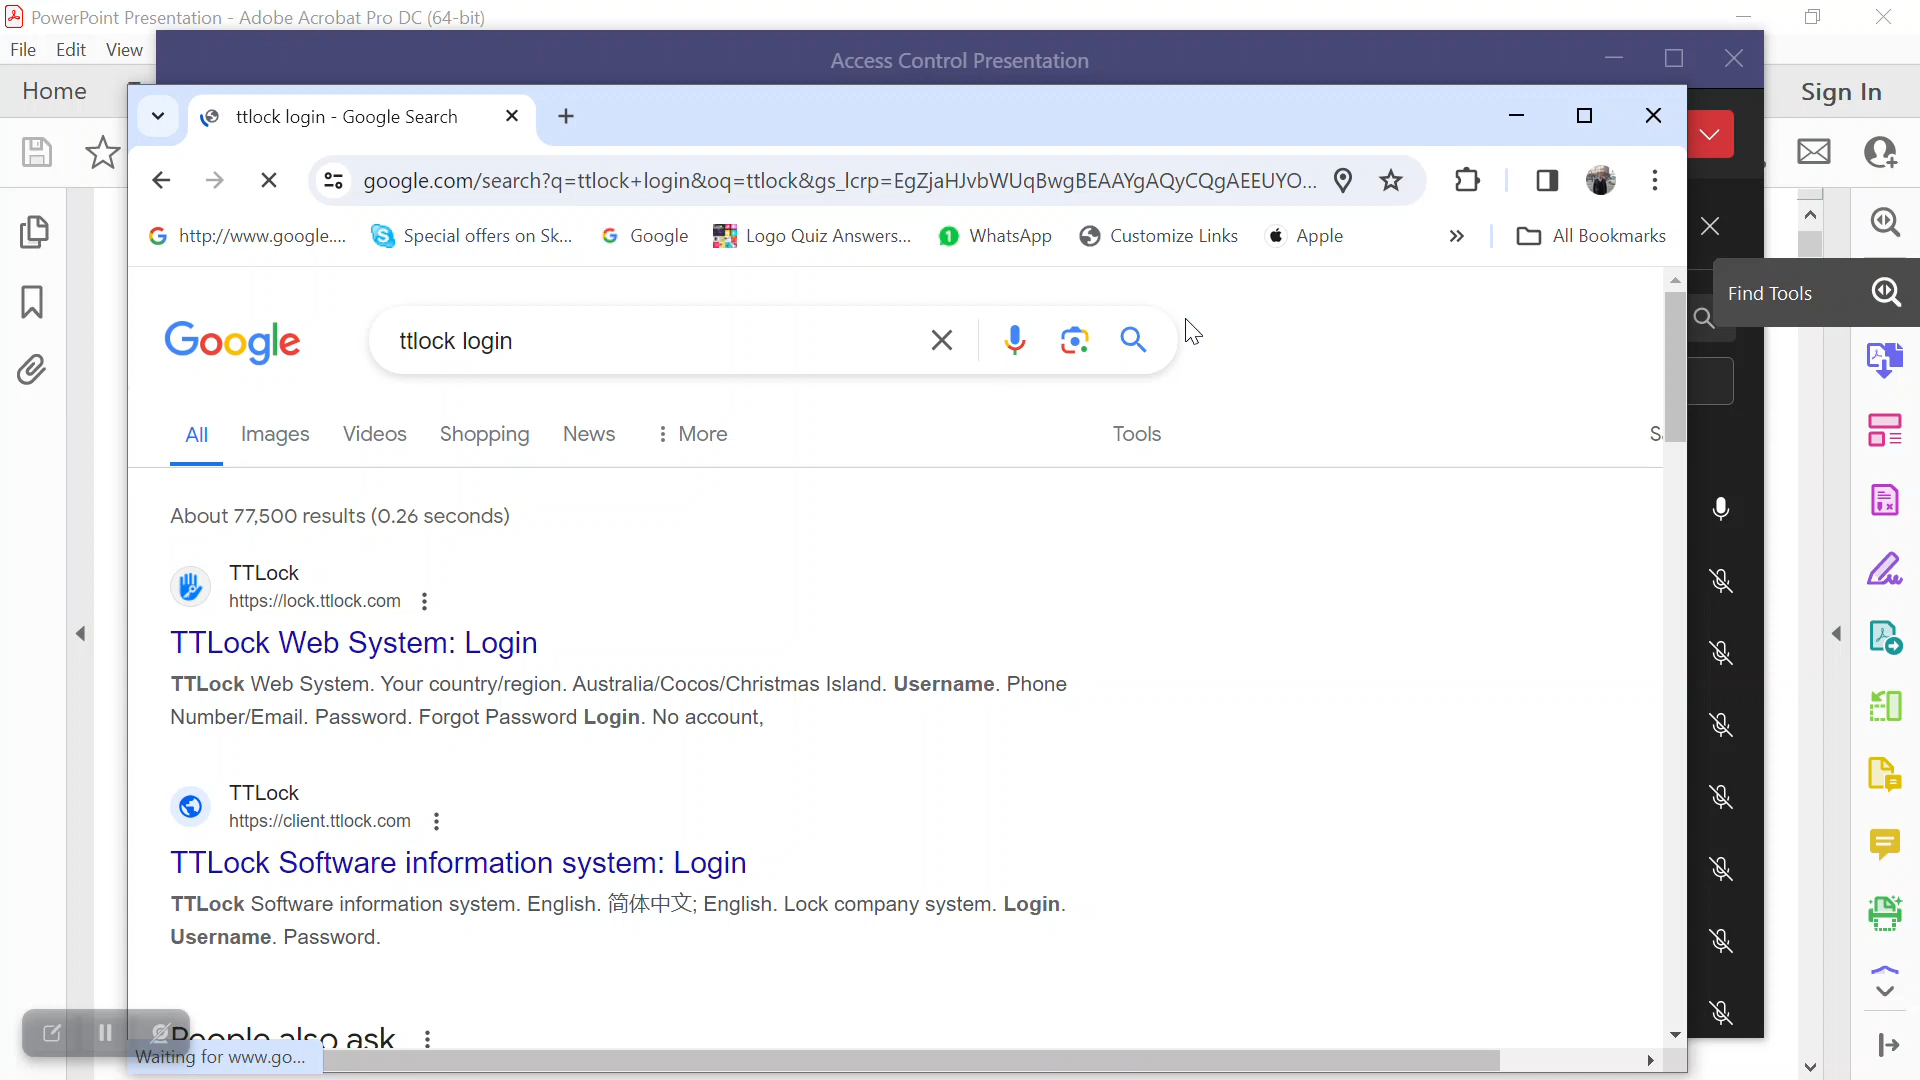 PowerPoint Presentation - Adobe Acrobat Pro DC (64-bit)
File Edit View
Access Control Presentation
Home
Sign In
ttlock login - Google Search
google.com/search?q=ttlock+login&oq=ttlock&gs_lcrp=EgZjaHJvbWUqBwgBEAAYgAQyCQgAEEUYO...
http://www.google....
Special offers on Sk...
Google
Logo Quiz Answers...
WhatsApp
Customize Links
Apple
All Bookmarks
Find Tools
Google
ttlock login
All Images Videos Shopping News More Tools
About 77,500 results (0.26 seconds)
TTLock
https://lock.ttlock.com
TTLock Web System: Login
TTLock Web System. Your country/region. Australia/Cocos/Christmas Island. Username. Phone
Number/Email. Password. Forgot Password Login. No account,
TTLock
https://client.ttlock.com
TTLock Software information system: Login
TTLock Software information system. English. 简体中文; English. Lock company system. Login.
Username. Password.
People also ask
Waiting for www.go...